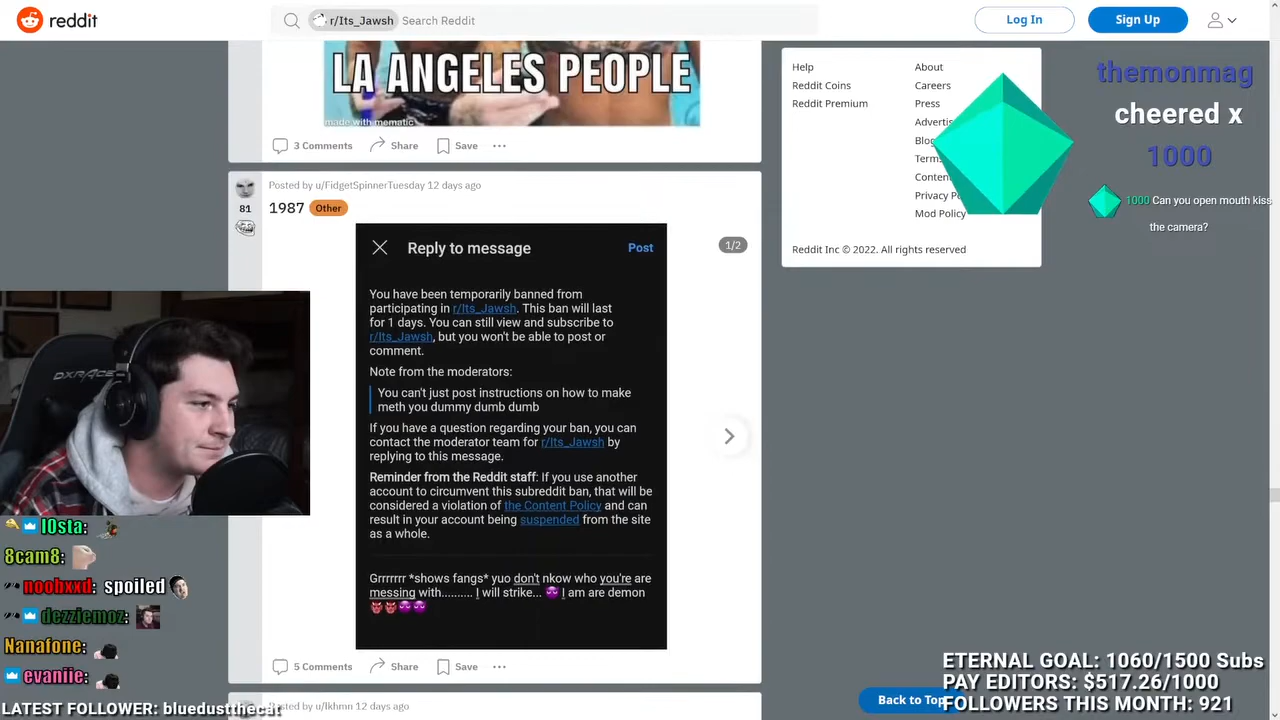 reddit
r/Its_Jawsh
Search Reddit
Log In
Sign Up
LA ANGELES PEOPLE
made with mematic
3 Comments
Share
Save
Posted by u/FidgetSpinnerTuesday 12 days ago
81
1987
Other
Reply to message
Post
1/2
You have been temporarily banned from
participating in r/Its_Jawsh. This ban will last
for 1 days. You can still view and subscribe to
r/Its_Jawsh, but you won't be able to post or
comment.
Note from the moderators:
You can't just post instructions on how to make
meth you dummy dumb dumb
If you have a question regarding your ban, you can
contact the moderator team for r/Its_Jawsh by
replying to this message.
Reminder from the Reddit staff: If you use another
account to circumvent this subreddit ban, that will be
considered a violation of the Content Policy and can
result in your account being suspended from the site
as a whole.
Grrrrrrr *shows fangs* yuo don't nkow who you're are
messing with.......... I will strike... 😈 I am are demon
👹👹😈😈
5 Comments
Share
Save
Posted by u/lkhmn 12 days ago
Help
Reddit Coins
Reddit Premium
About
Careers
Press
Advertis
Blog
Terms
Content
Privacy Po
Mod Policy
Reddit Inc © 2022. All rights reserved
Back to Top
themonmag
cheered x
1000
1000 Can you open mouth kiss
the camera?
DXRACER
l0sta:
8cam8:
noobxxd: spoiled
dezziemoz:
Nanafone:
evaniie:
LATEST FOLLOWER: bluedustthecat
ETERNAL GOAL: 1060/1500 Subs
PAY EDITORS: $517.26/1000
FOLLOWERS THIS MONTH: 921